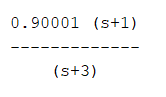 0.90001 (s+1)
-------------
(s+3)